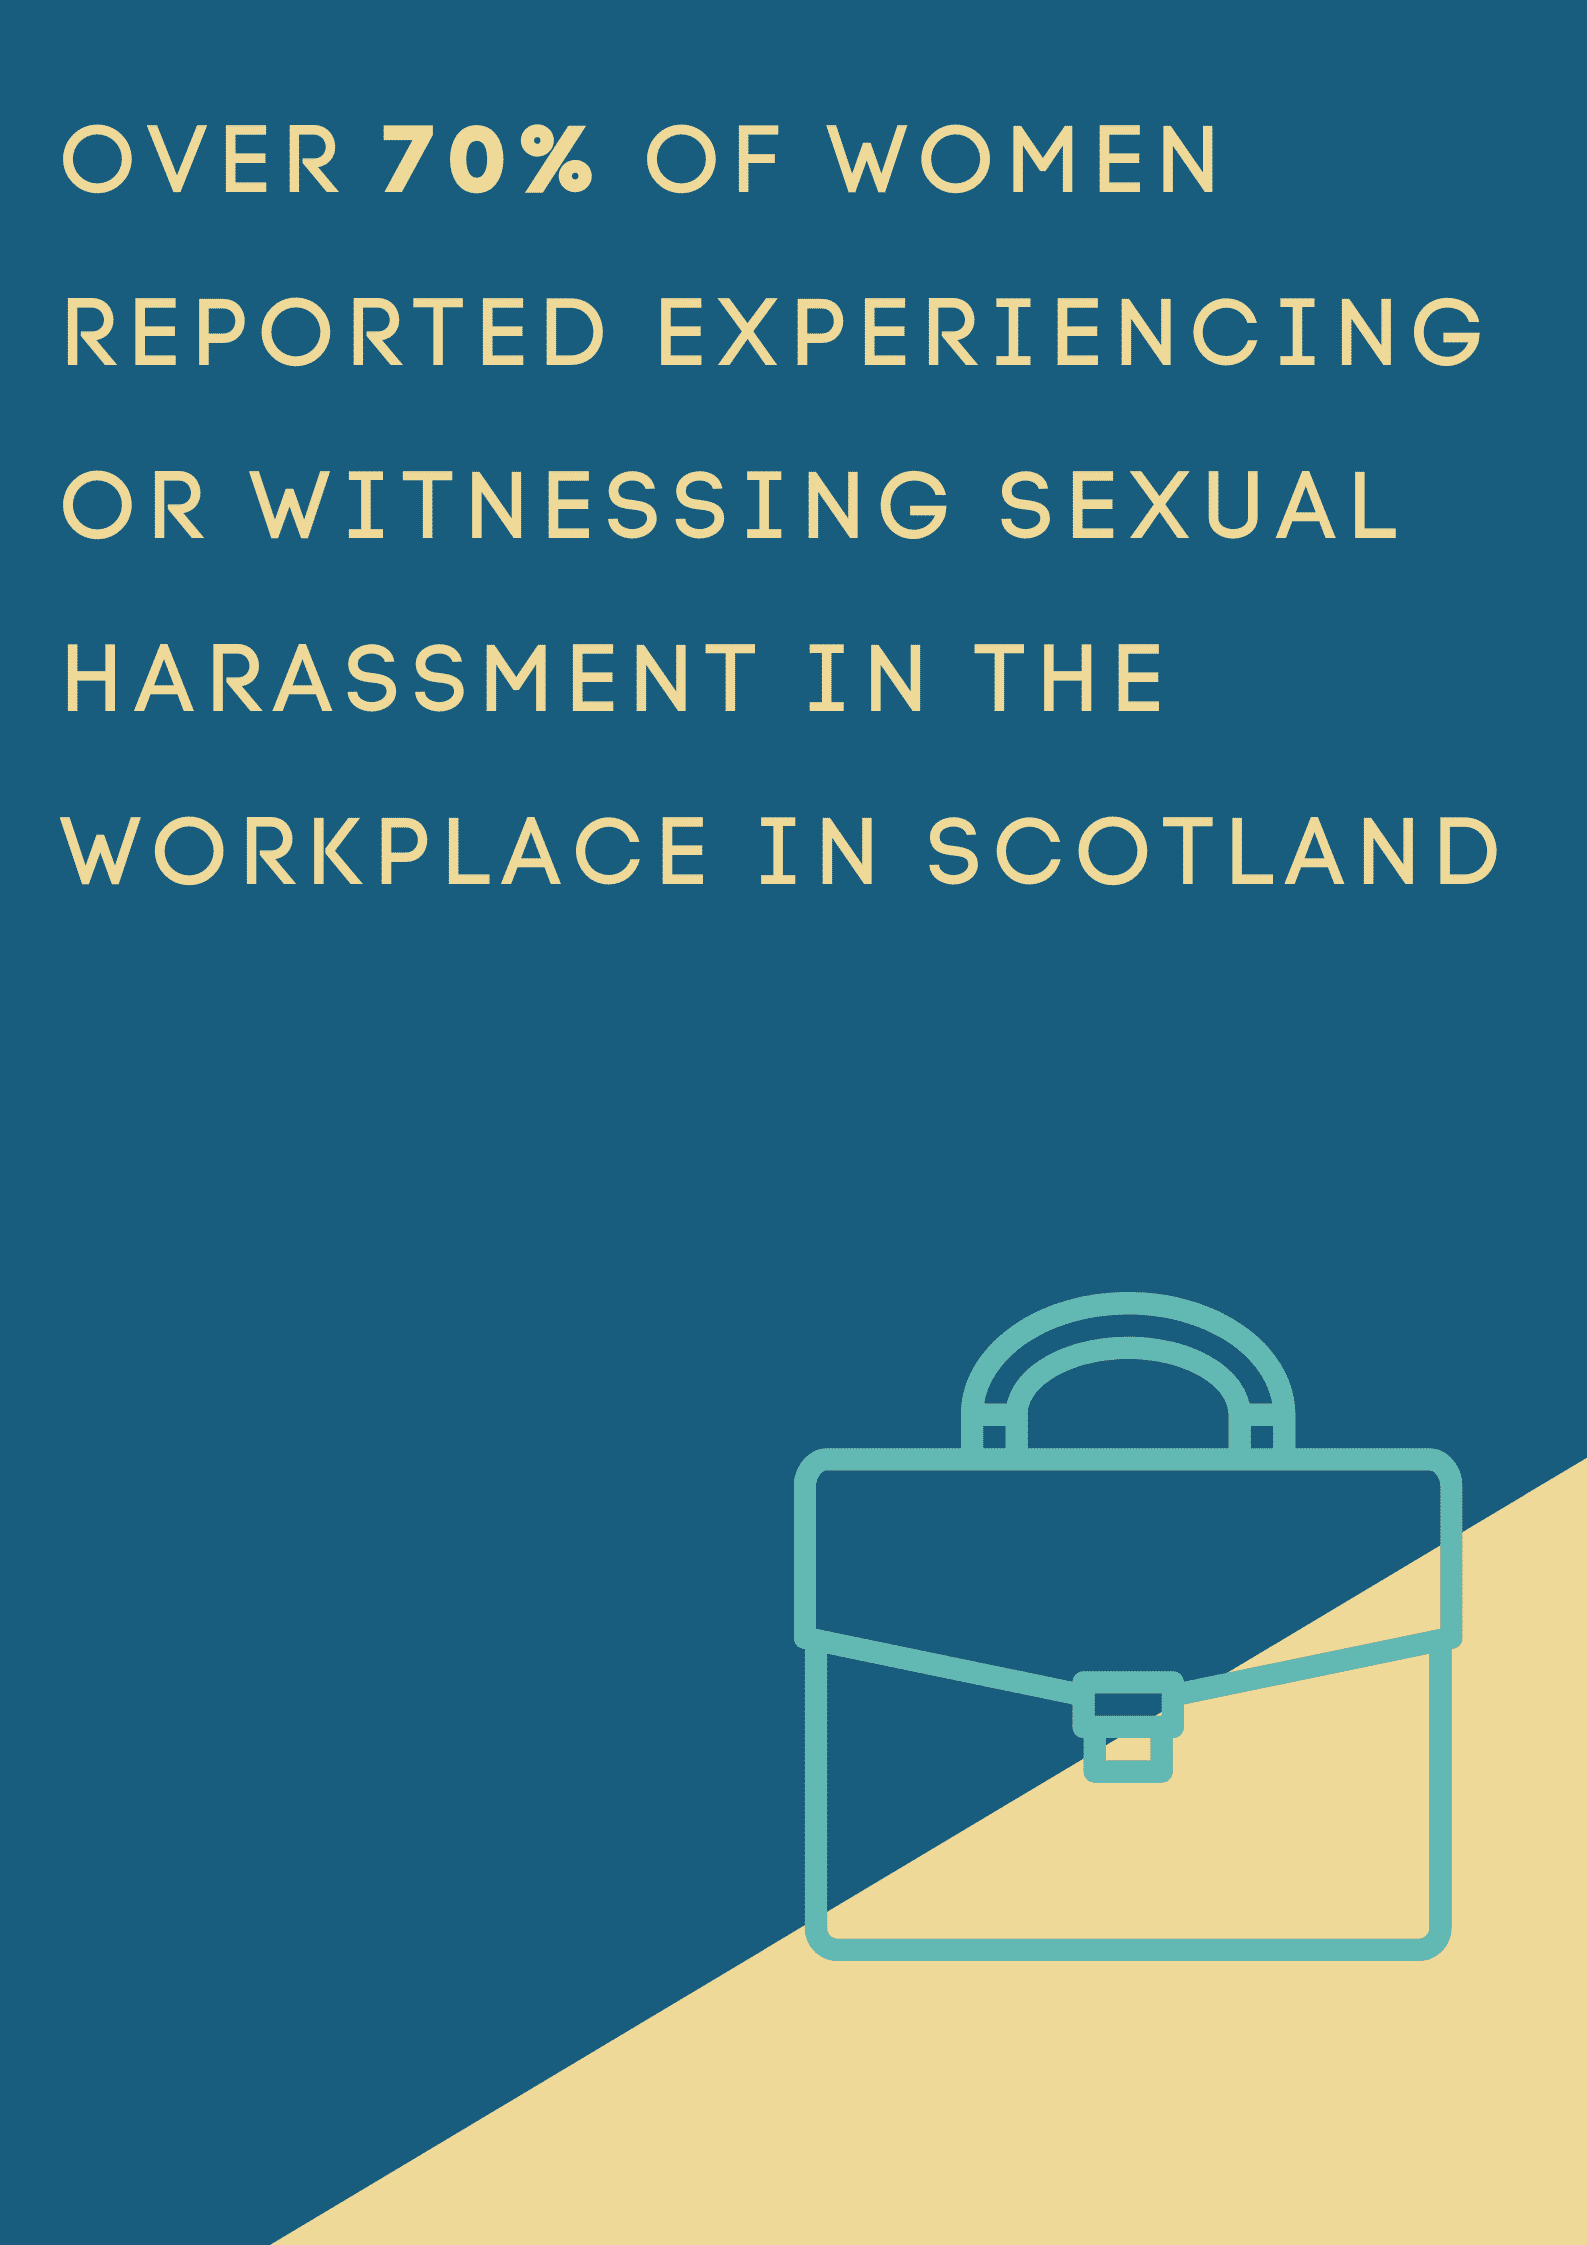 OVER 70% OF WOMEN
REPORTED EXPERIENCING
OR WITNESSING SEXUAL
HARASSMENT IN THE
WORKPLACE IN SCOTLAND